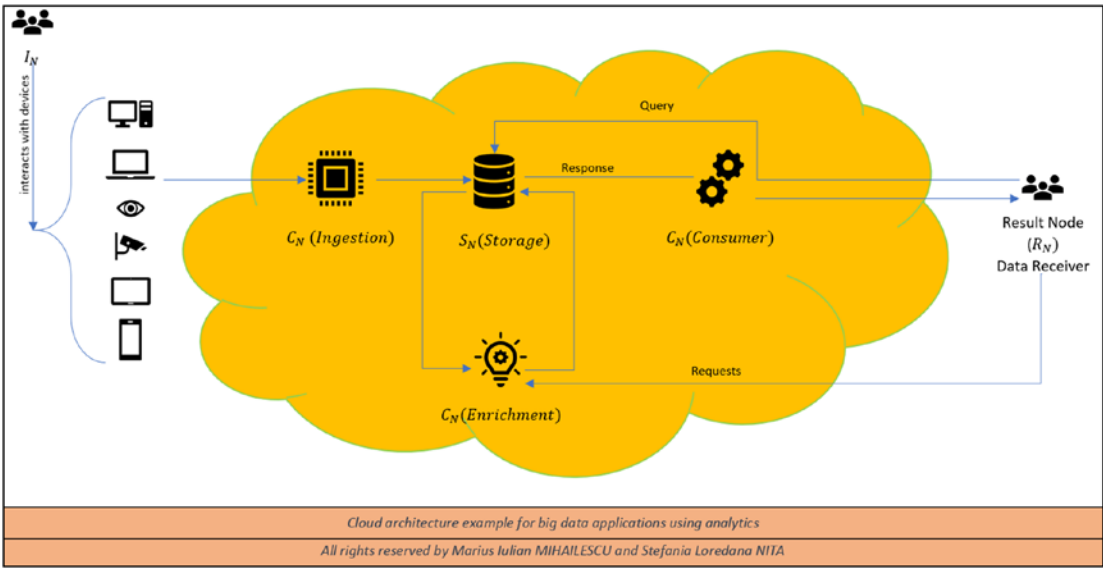 I_N
interacts with devices
Query
Response
C_N (Ingestion)
S_N(Storage)
C_N(Consumer)
Result Node
(R_N)
Data Receiver
Requests
C_N(Enrichment)
Cloud architecture example for big data applications using analytics
All rights reserved by Marius Iulian MIHAILESCU and Stefania Loredana NITA